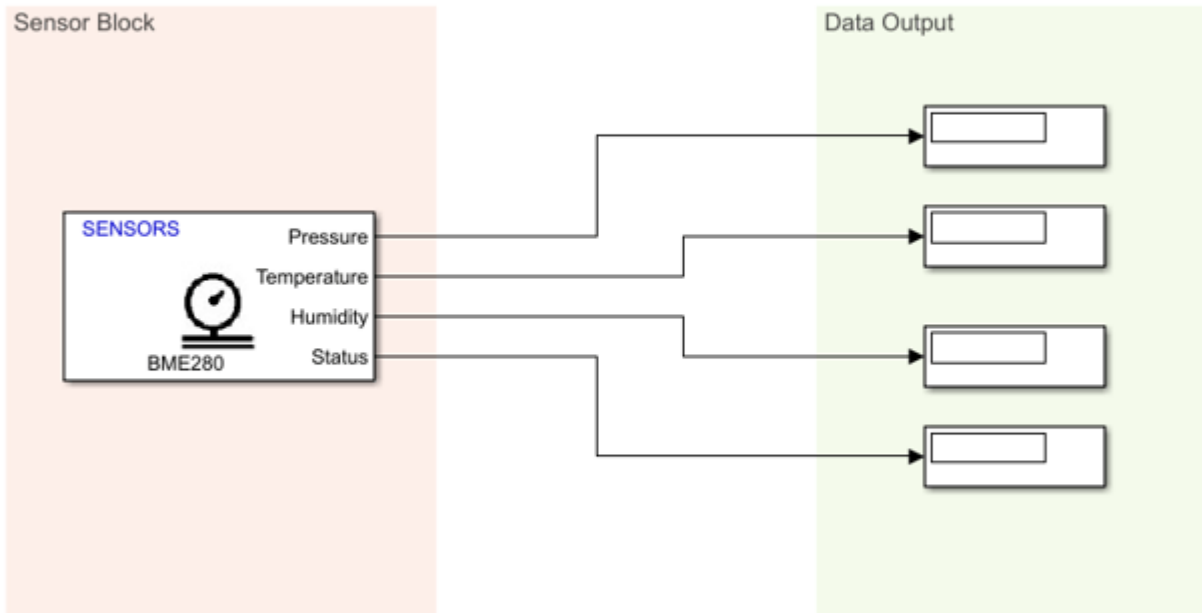 Sensor Block
Data Output
SENSORS
Pressure
Temperature
Humidity
Status
BME280